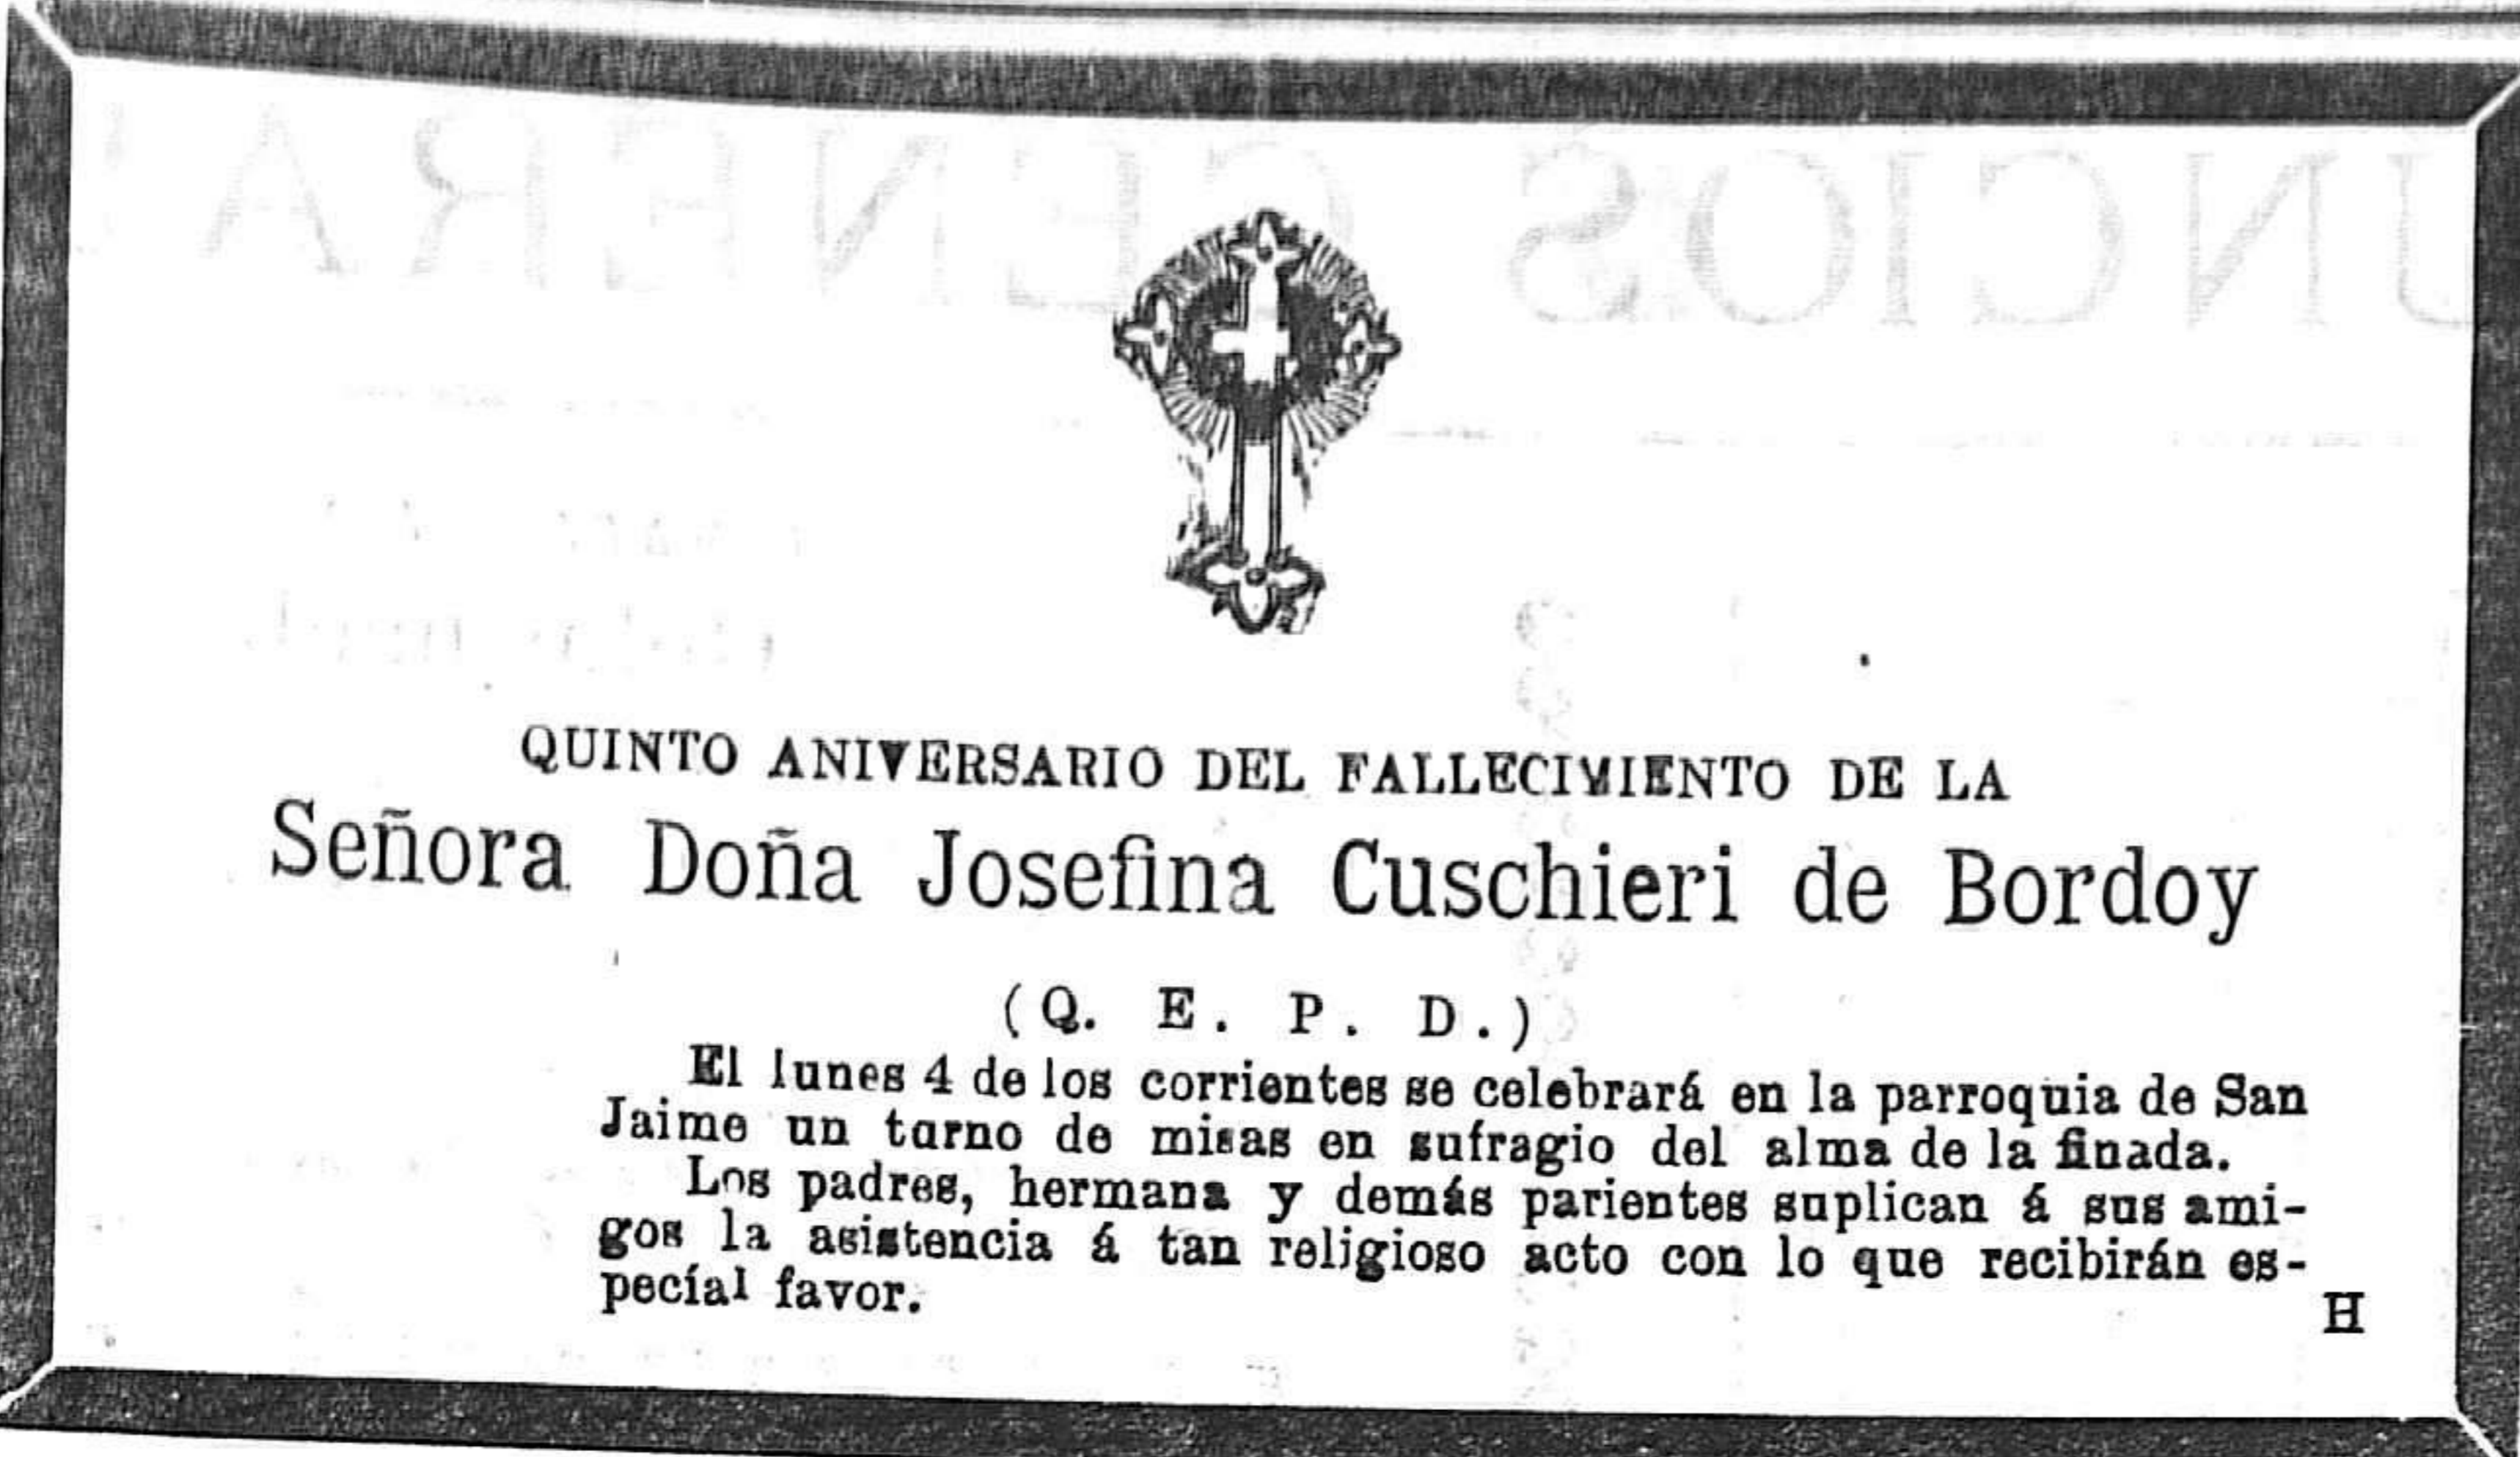 QUINTO ANIVERSARIO DEL FALLECIMIENTO DE LA
Señora Doña Josefina Cuschieri de Bordoy
(Q. E. P. D.)
El lunes 4 de los corrientes se celebrará en la parroquia de San
Jaime un turno de misas en sufragio del alma de la finada.
Los padres, hermana y demás parientes suplican á sus ami-
gos la asistencia á tan religioso acto con lo que recibirán es-
pecíal favor.
H